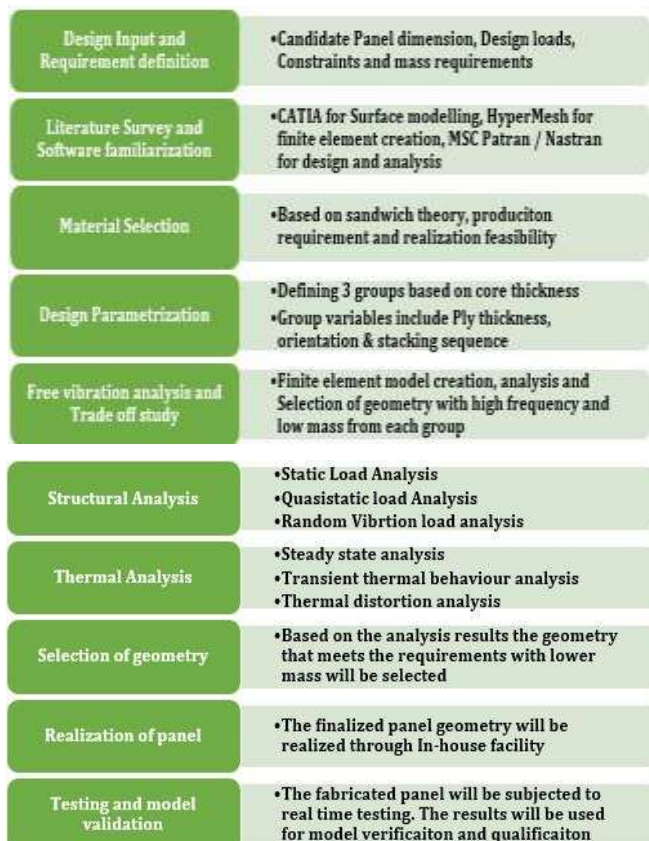 Design Input and
Requirement definition
•Candidate Panel dimension, Design loads,
Constraints and mass requirements
Literature Survey and
Software familiarization
•CATIA for Surface modelling, HyperMesh for
finite element creation, MSC Patran / Nastran
for design and analysis
Material Selection
•Based on sandwich theory, produciton
requirement and realization feasibility
Design Parametrization
•Defining 3 groups based on core thickness
•Group variables include Ply thickness,
orientation & stacking sequence
Free vibration analysis and
Trade off study
•Finite element model creation, analysis and
Selection of geometry with high frequency and
low mass from each group
Structural Analysis
•Static Load Analysis
•Quasistatic load Analysis
•Random Vibrtion load analysis
Thermal Analysis
•Steady state analysis
•Transient thermal behaviour analysis
•Thermal distortion analysis
Selection of geometry
•Based on the analysis results the geometry
that meets the requirements with lower
mass will be selected
Realization of panel
•The finalized panel geometry will be
realized through In-house facility
Testing and model
validation
•The fabricated panel will be subjected to
real time testing. The results will be used
for model verificaiton and qualificaiton